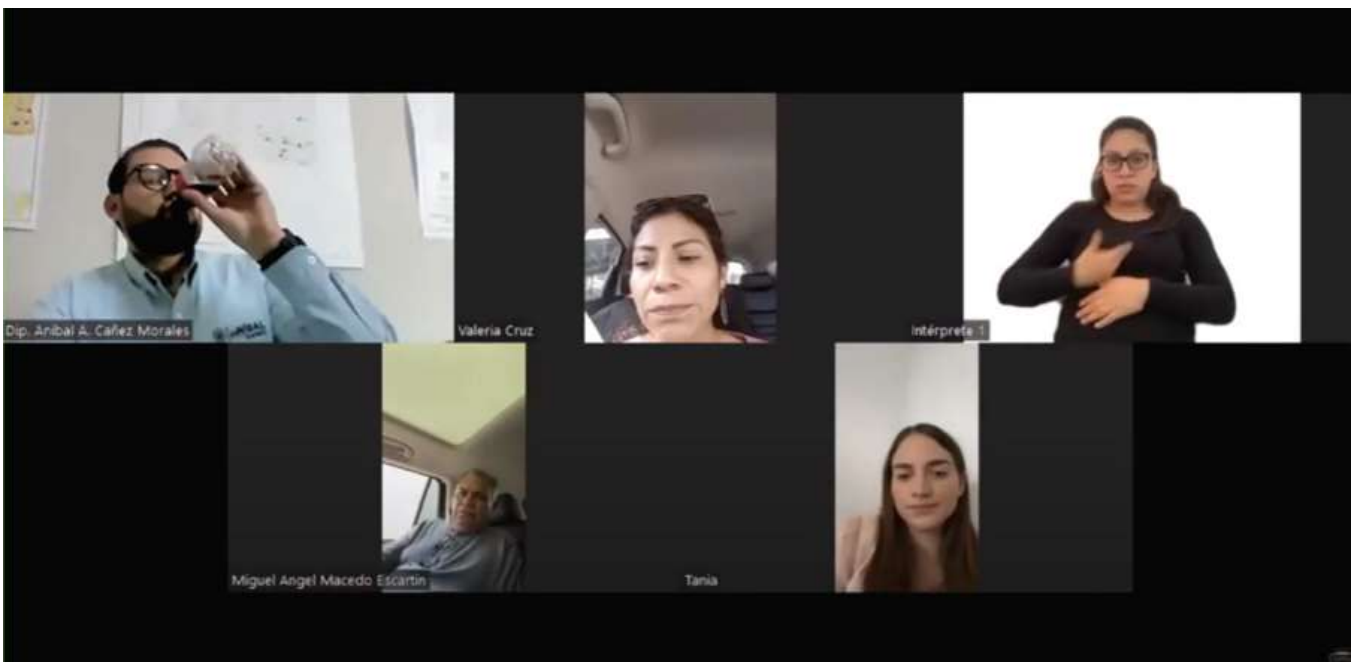 Dip. Aníbal A. Cañez Morales
Valeria Cruz
Intérprete 1
Miguel Angel Macedo Escartin
Tania